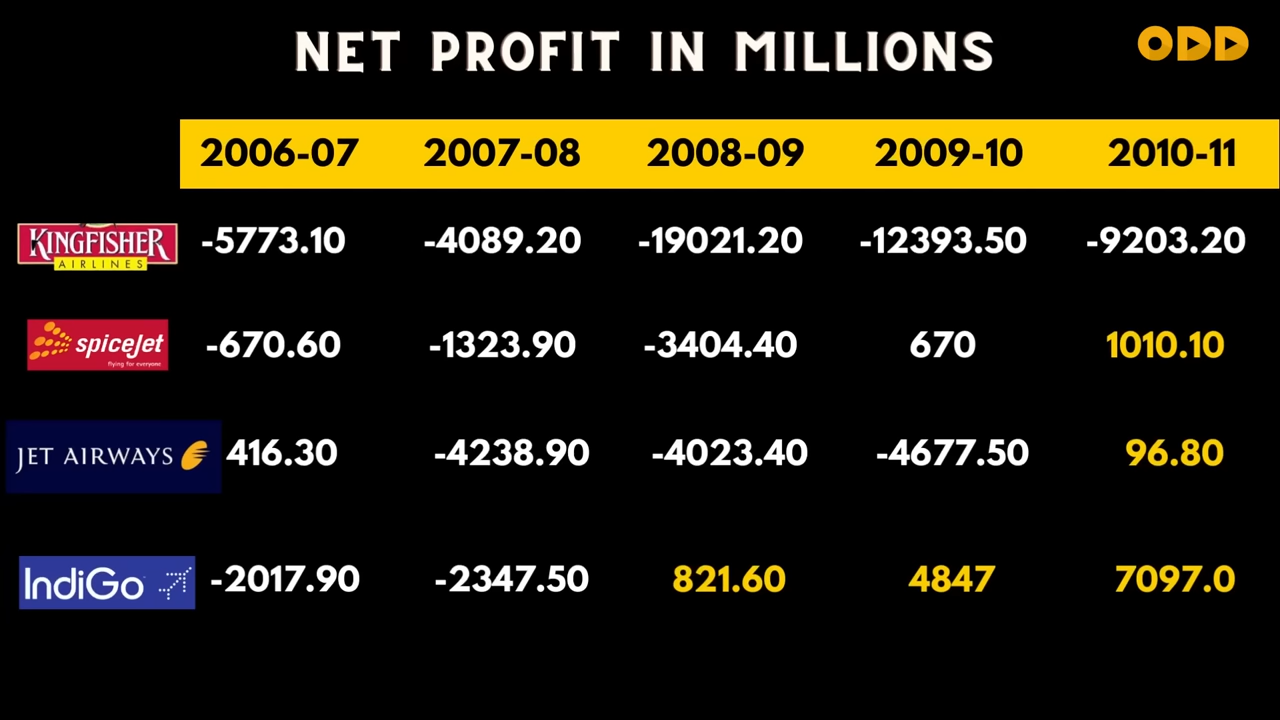 NET PROFIT IN MILLIONS
ODD
2006-07 2007-08 2008-09 2009-10 2010-11
KINGFISHER
AIRLINES
-5773.10 -4089.20 -19021.20 -12393.50 -9203.20
spiceJet
flying for everyone
-670.60 -1323.90 -3404.40 670 1010.10
JET AIRWAYS 416.30 -4238.90 -4023.40 -4677.50 96.80
IndiGo -2017.90 -2347.50 821.60 4847 7097.0